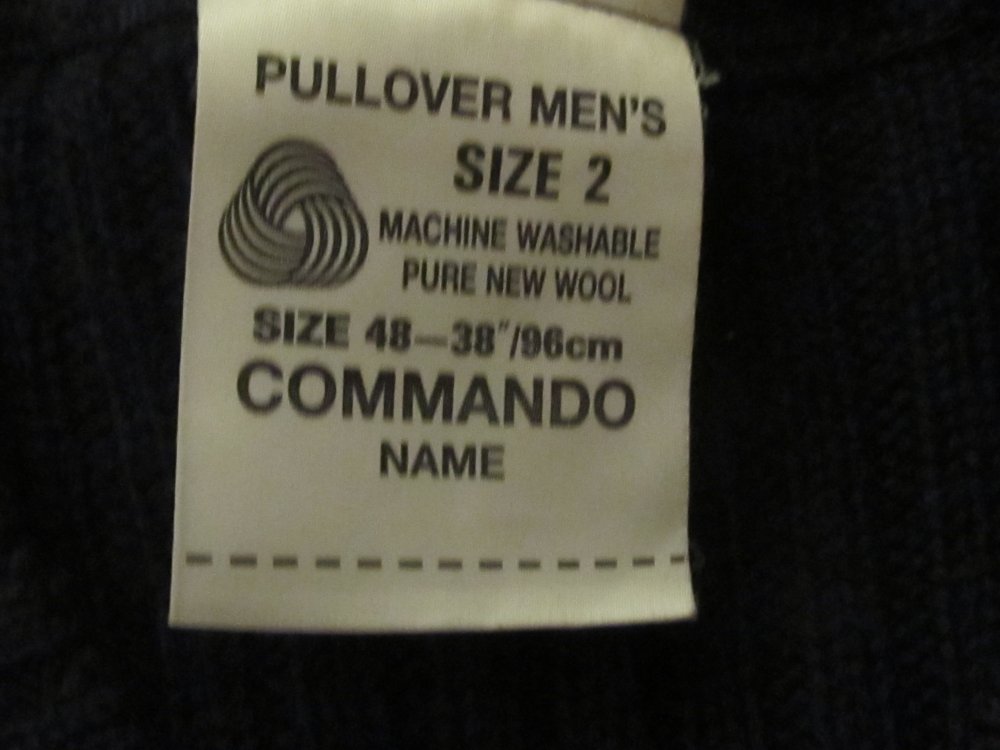 PULLOVER MEN'S
SIZE 2
MACHINE WASHABLE
PURE NEW WOOL
SIZE 48—38"/96cm
COMMANDO
NAME